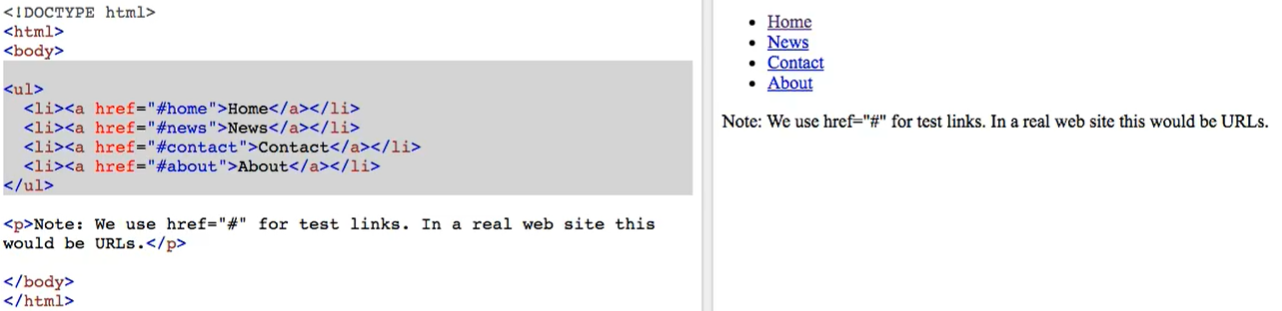 <!DOCTYPE html>
<html>
<body>
<ul>
  <li><a href="#home">Home</a></li>
  <li><a href="#news">News</a></li>
  <li><a href="#contact">Contact</a></li>
  <li><a href="#about">About</a></li>
</ul>
<p>Note: We use href="#" for test links. In a real web site this
would be URLs.</p>
</body>
</html>
Home
News
Contact
About
Note: We use href="#" for test links. In a real web site this would be URLs.